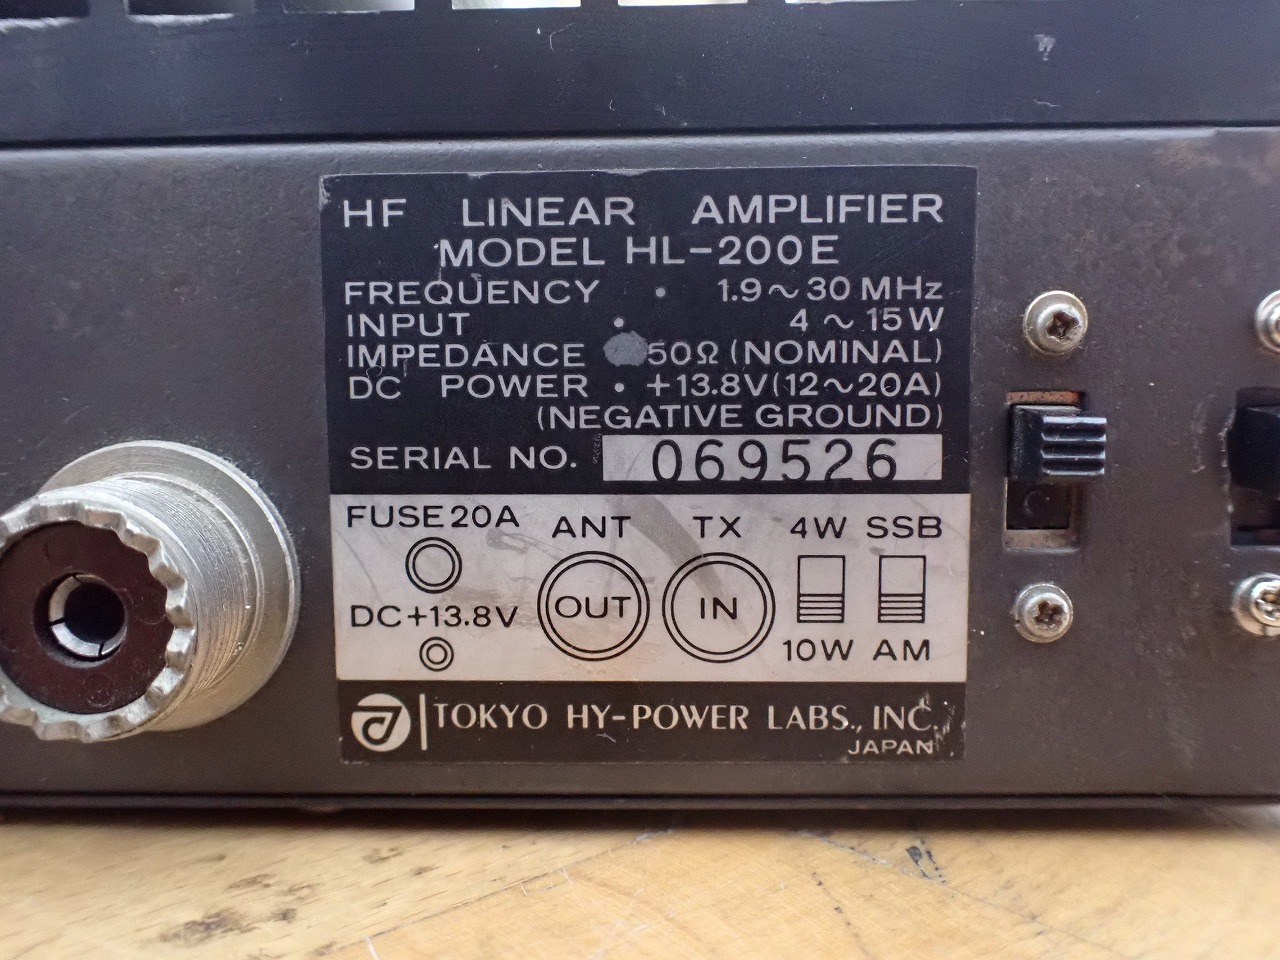 HF LINEAR AMPLIFIER
MODEL HL-200E
FREQUENCY • 1.9~30 MHz
INPUT • 4~15W
IMPEDANCE 50Ω (NOMINAL)
DC POWER • +13.8V(12~20A)
(NEGATIVE GROUND)
SERIAL NO. 069526
FUSE 20A ANT TX 4W SSB
OUT IN
DC+13.8V
10W AM
TOKYO HY-POWER LABS., INC.
JAPAN